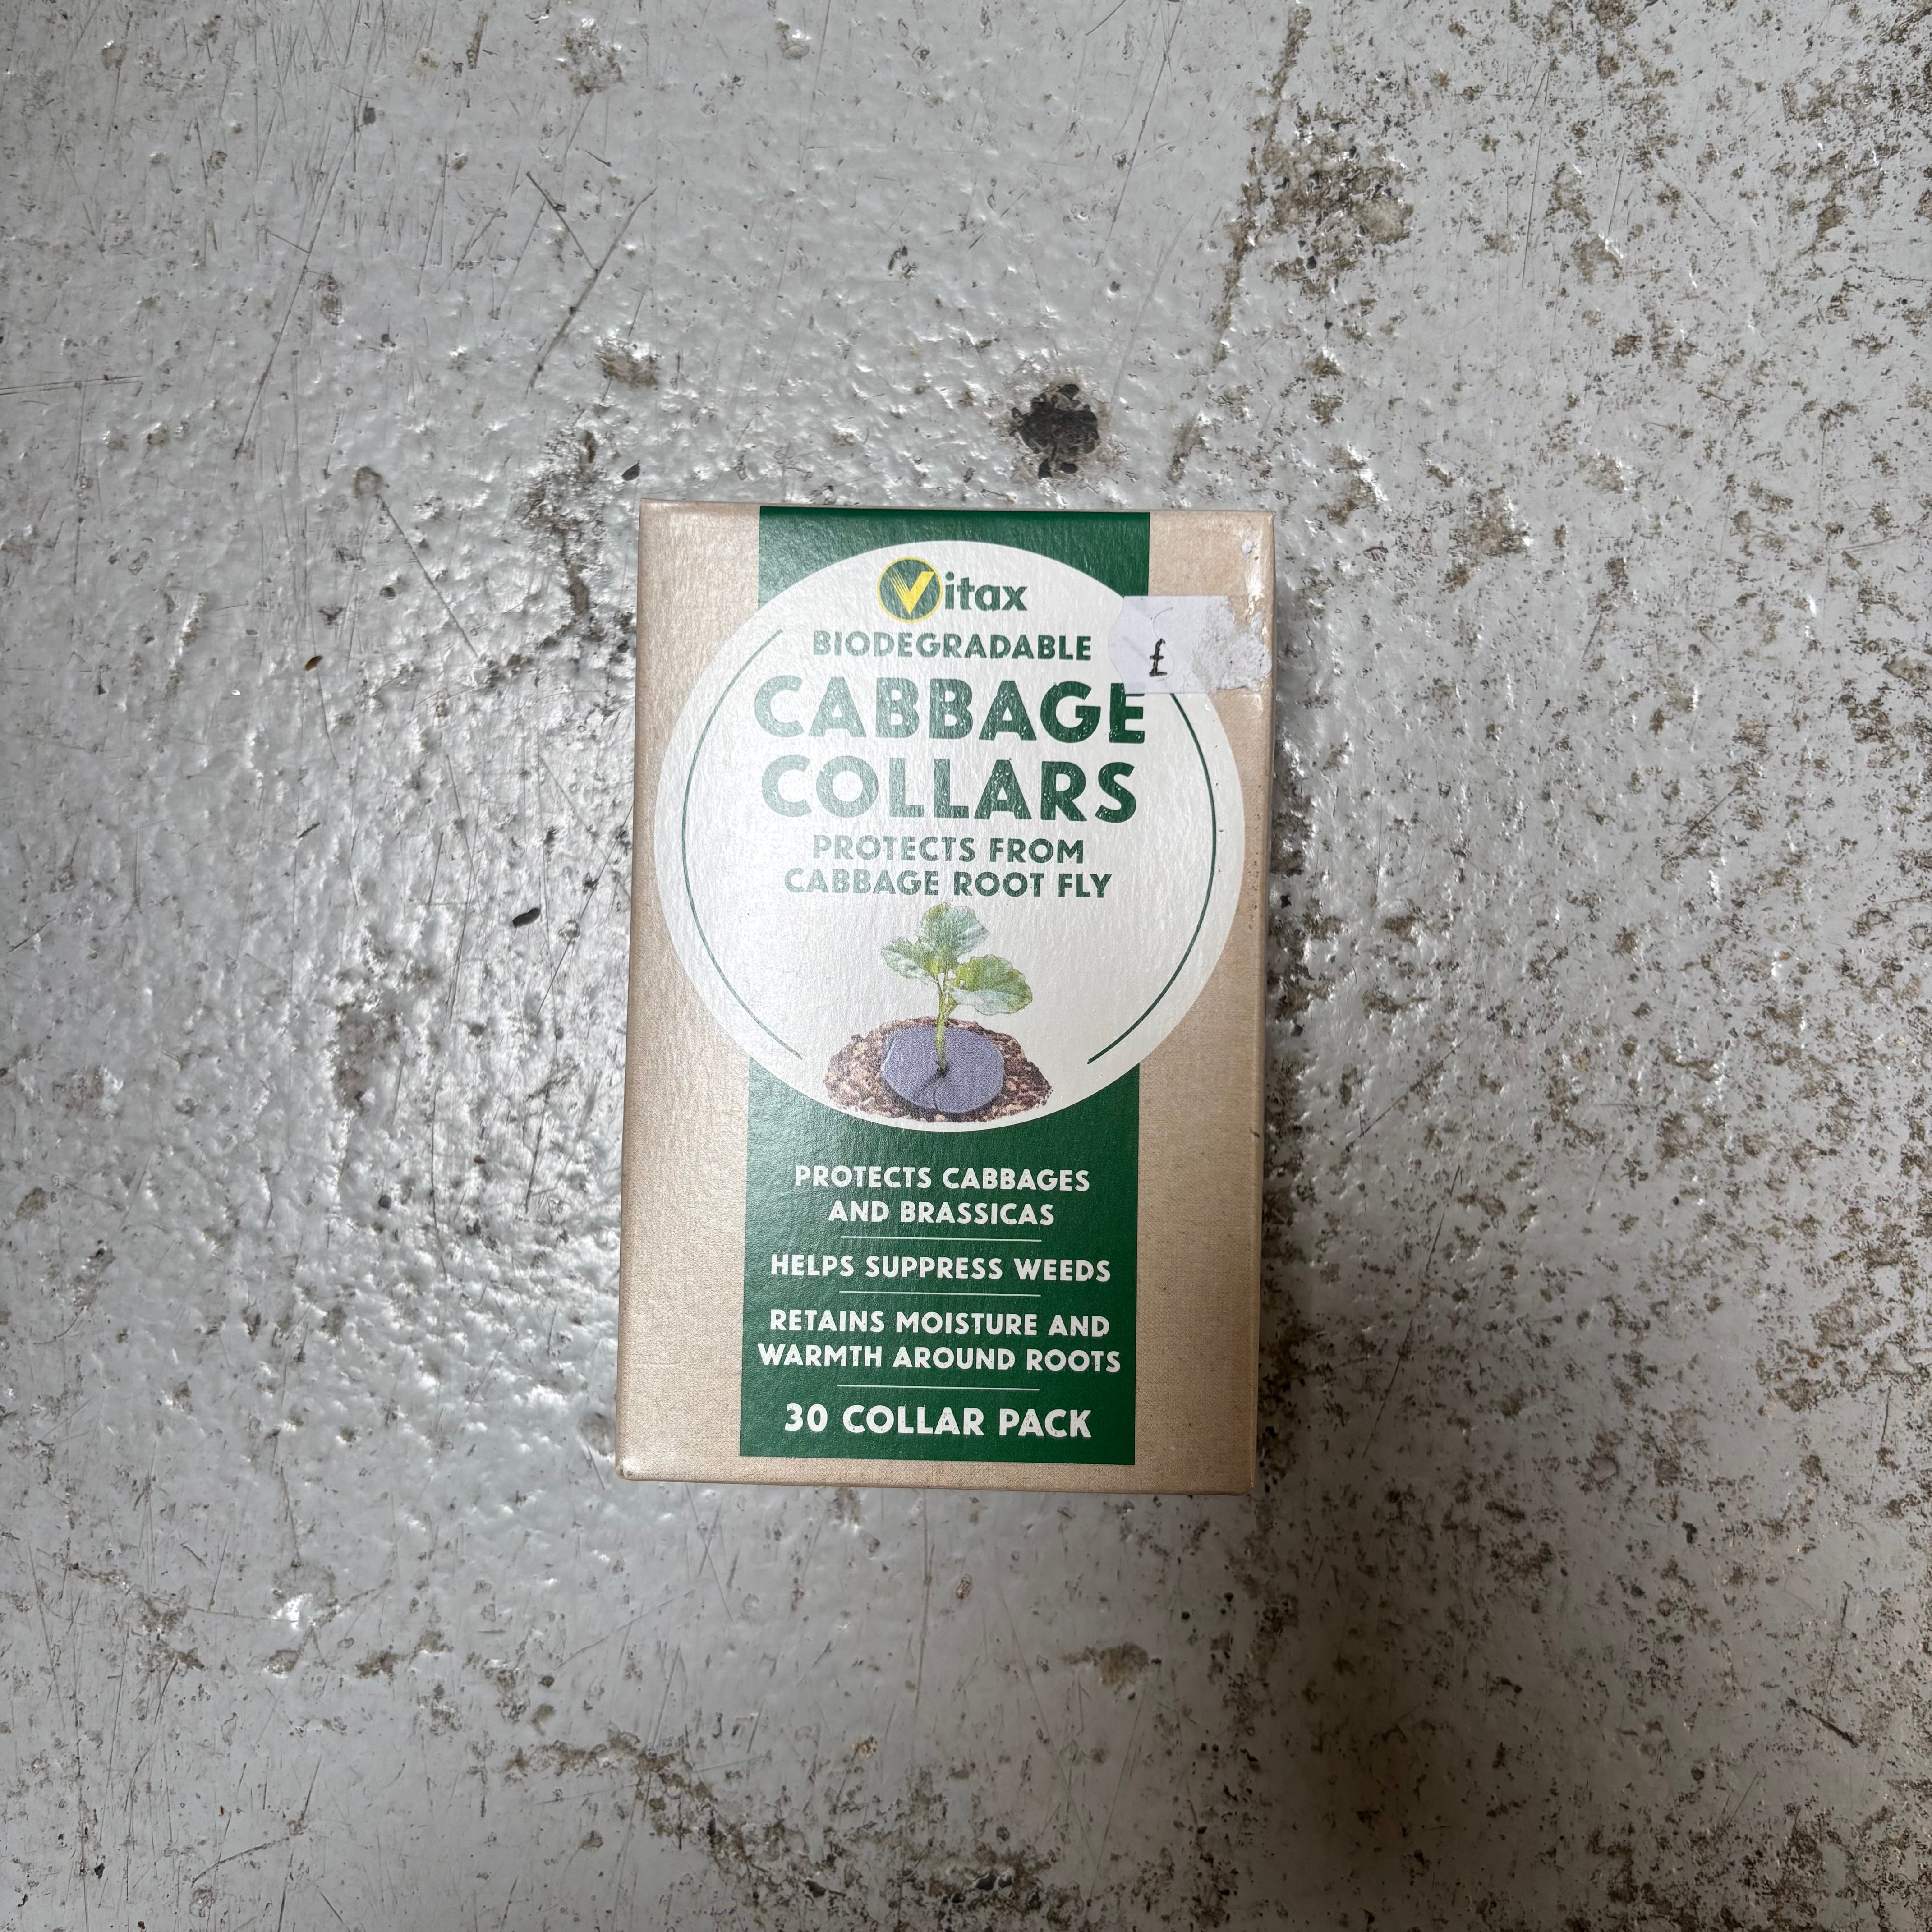 Vitax
BIODEGRADABLE
£
CABBAGE
COLLARS
PROTECTS FROM
CABBAGE ROOT FLY
PROTECTS CABBAGES
AND BRASSICAS
HELPS SUPPRESS WEEDS
RETAINS MOISTURE AND
WARMTH AROUND ROOTS
30 COLLAR PACK